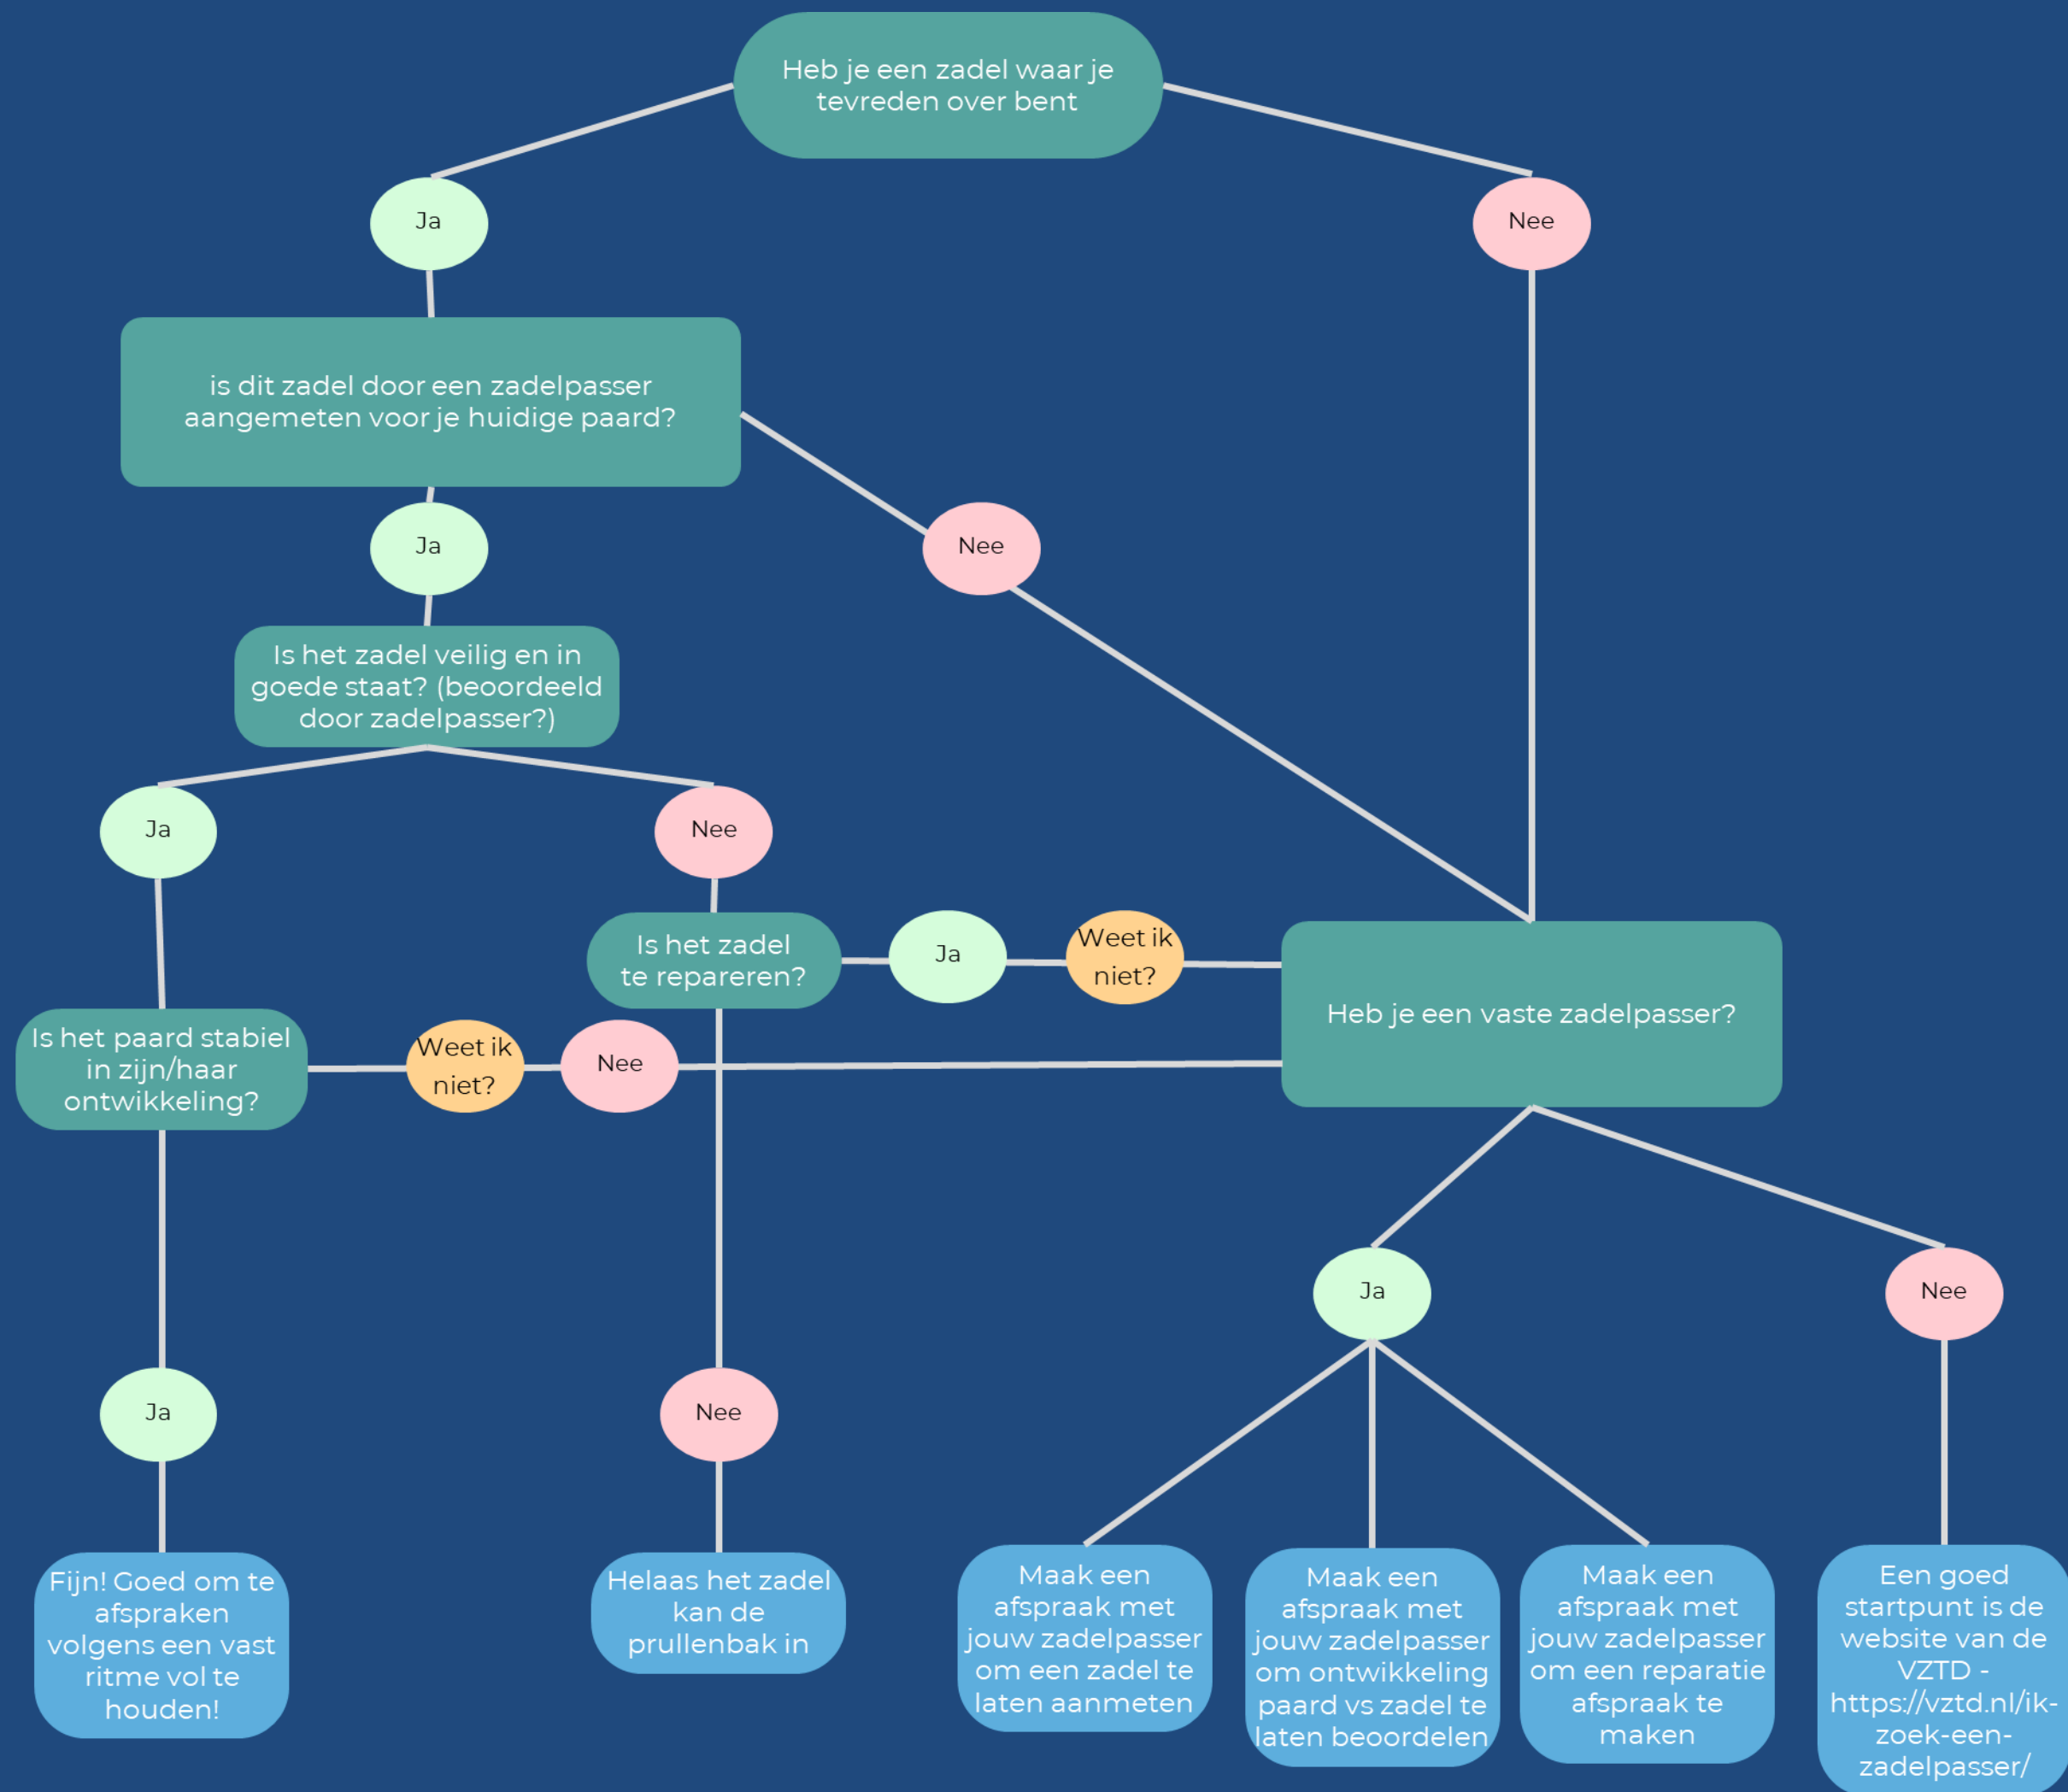 Heb je een zadel waar je
tevreden over bent
Ja
Nee
is dit zadel door een zadelpasser
aangemeten voor je huidige paard?
Ja
Nee
Is het zadel veilig en in
goede staat? (beoordeeld
door zadelpasser?)
Ja
Nee
Is het zadel
te repareren?
Ja
Weet ik
niet?
Heb je een vaste zadelpasser?
Is het paard stabiel
in zijn/haar
ontwikkeling?
Weet ik
niet?
Nee
Ja
Nee
Ja
Nee
Fijn! Goed om te
afspraken
volgens een vast
ritme vol te
houden!
Helaas het zadel
kan de
prullenbak in
Maak een
afspraak met
jouw zadelpasser
om een zadel te
laten aanmeten
Maak een
afspraak met
jouw zadelpasser
om ontwikkeling
paard vs zadel te
laten beoordelen
Maak een
afspraak met
jouw zadelpasser
om een reparatie
afspraak te
maken
Een goed
startpunt is de
website van de
VZTD -
https://vztd.nl/ik-
zoek-een-
zadelpasser/